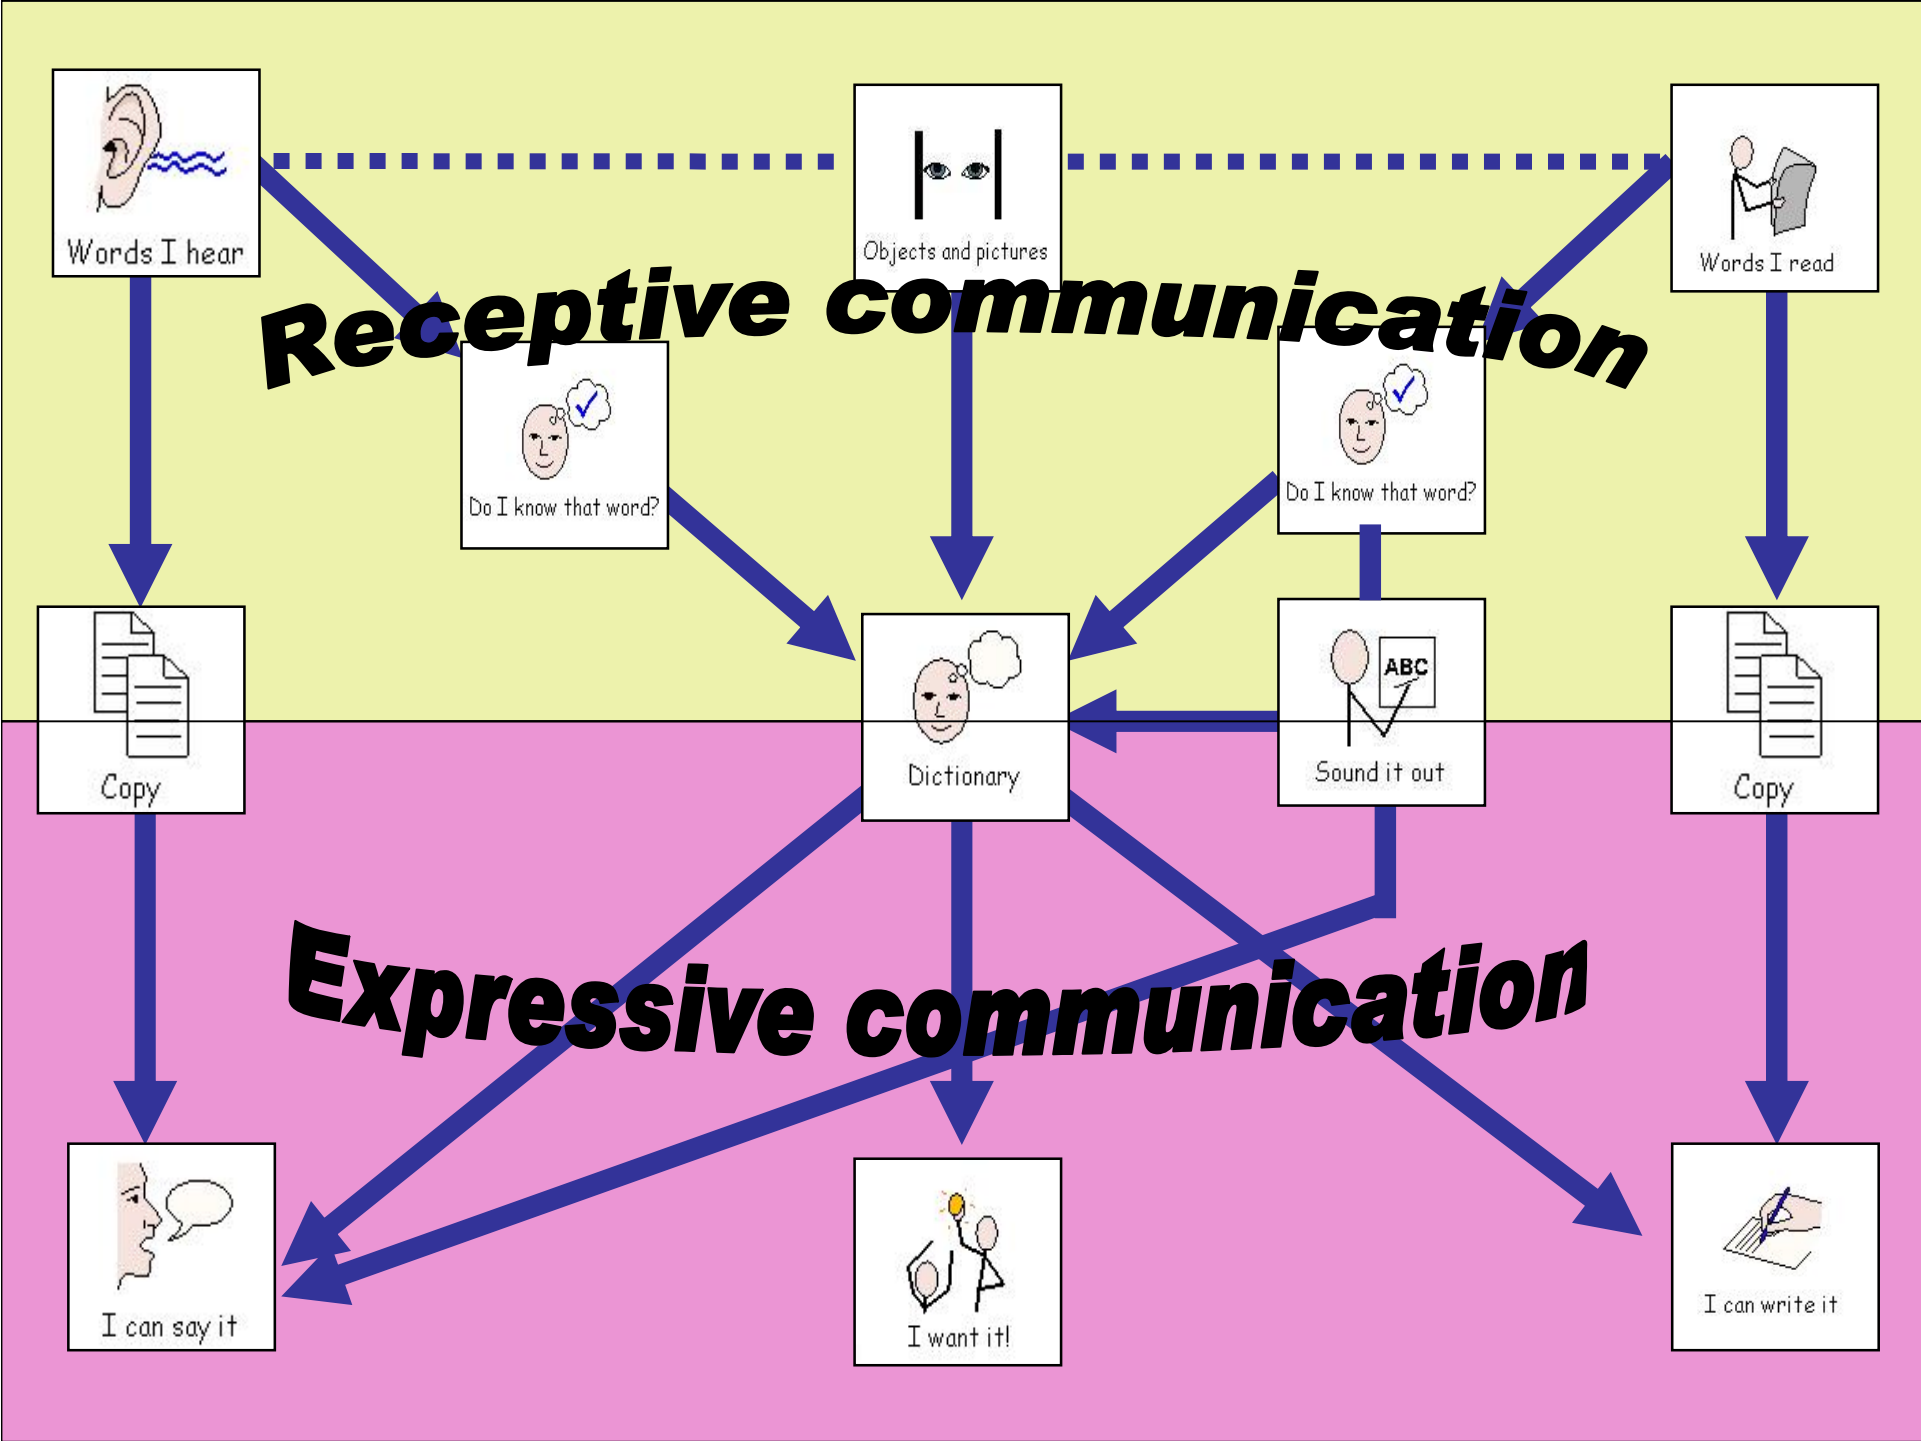 Words I hear
Objects and pictures
Words I read
Receptive communication
Do I know that word?
Do I know that word?
ABC
Copy
Dictionary
Sound it out
Copy
Expressive communication
I can say it
I want it!
I can write it